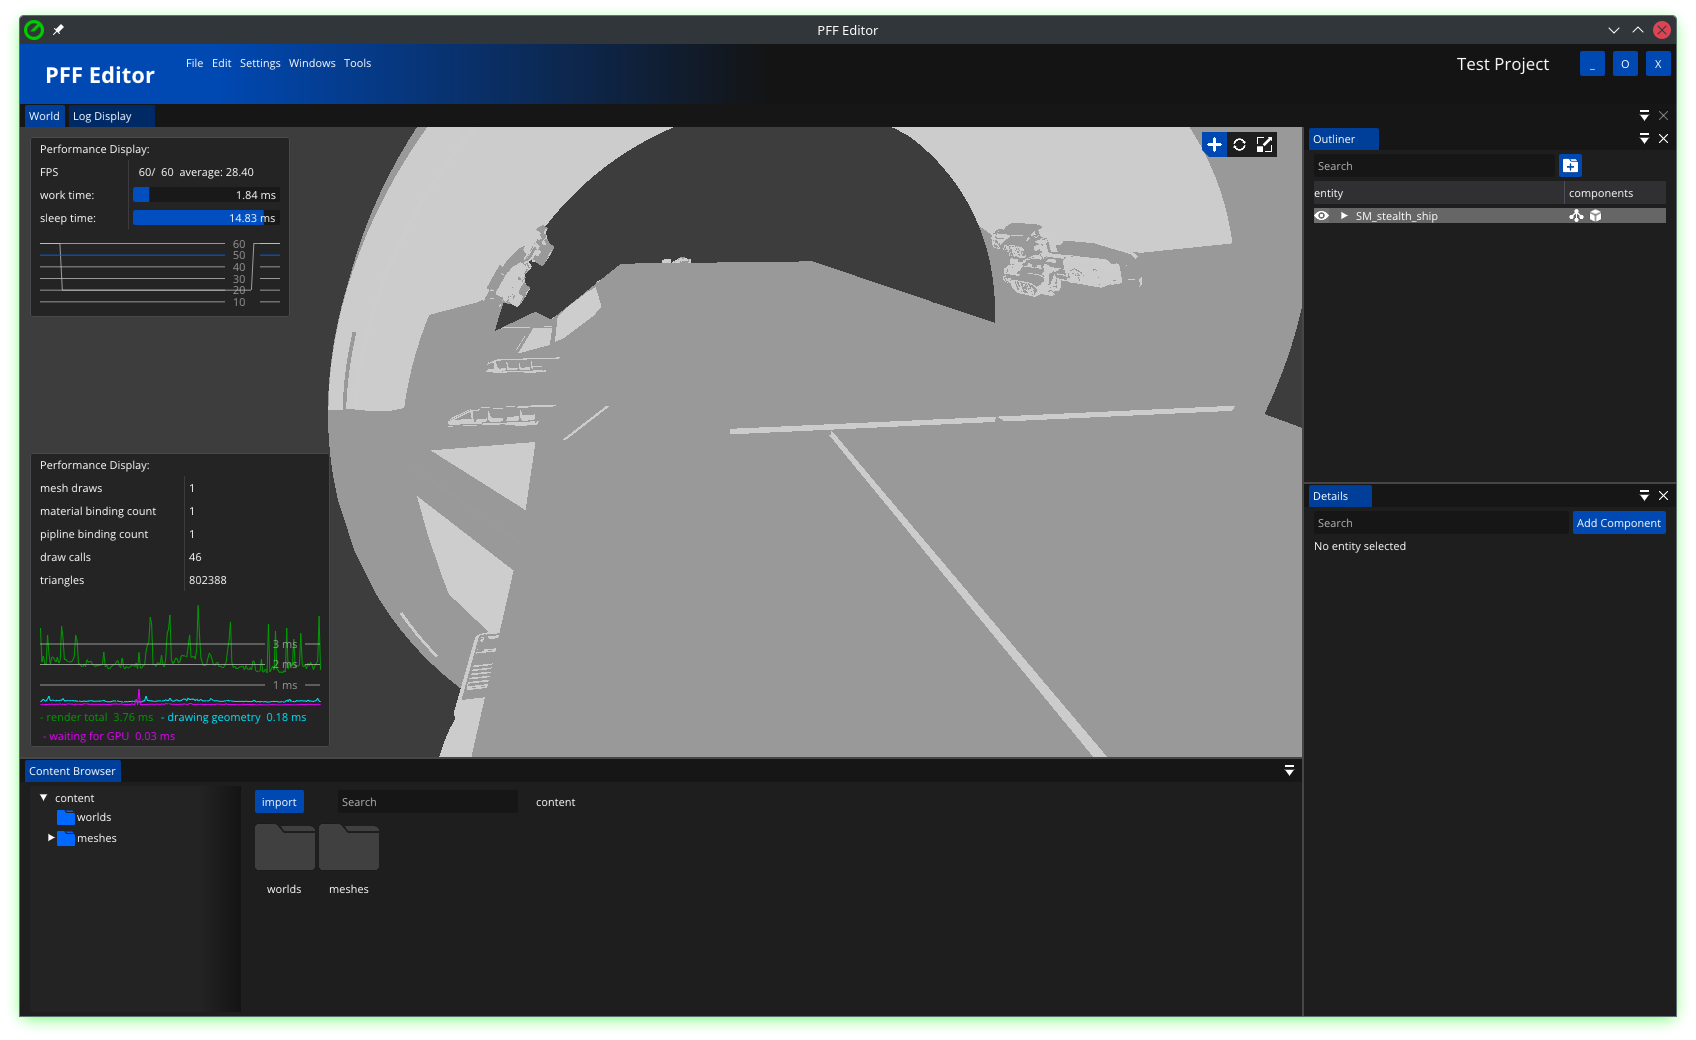 PFF Editor
PFF Editor
File Edit Settings Windows Tools
Test Project
_ O X
World Log Display
Performance Display:
FPS 60/ 60 average: 28.40
work time: 1.84 ms
sleep time: 14.83 ms
60
50
40
30
20
10
Performance Display:
mesh draws 1
material binding count 1
pipline binding count 1
draw calls 46
triangles 802388
3 ms
2 ms
1 ms
- render total 3.76 ms - drawing geometry 0.18 ms
- waiting for GPU 0.03 ms
Outliner
Search
entity components
SM_stealth_ship
Details
Search Add Component
No entity selected
Content Browser
content
worlds
meshes
import Search content
worlds meshes